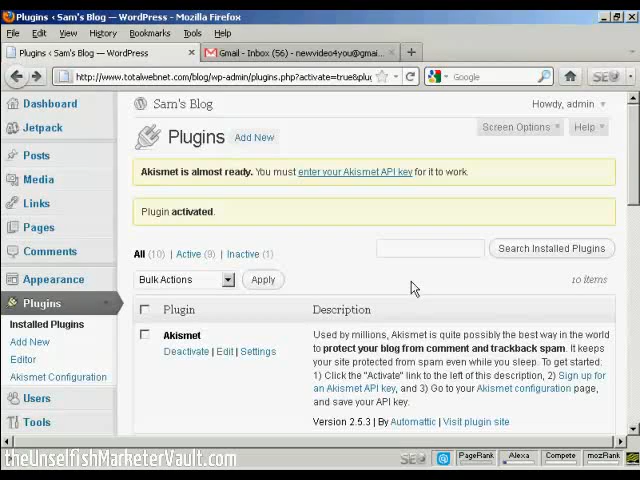 Plugins ‹ Sam's Blog — WordPress - Mozilla Firefox
File Edit View History Bookmarks Tools Help
Plugins ‹ Sam's Blog — WordPress × Gmail - Inbox (56) - newvideo4you@gmai... × +
http://www.totalwebnet.com/blog/wp-admin/plugins.php?activate=true&plu Google SEO
Dashboard
Jetpack
Posts
Media
Links
Pages
Comments
Appearance
Plugins
Installed Plugins
Add New
Editor
Akismet Configuration
Users
Tools
Sam's Blog Howdy, admin
Plugins Add New Screen Options Help
Akismet is almost ready. You must enter your Akismet API key for it to work.
Plugin activated.
All (10) | Active (9) | Inactive (1) Search Installed Plugins
Bulk Actions Apply 10 items
Plugin Description
Akismet
Deactivate | Edit | Settings
Used by millions, Akismet is quite possibly the best way in the world
to protect your blog from comment and trackback spam. It keeps
your site protected from spam even while you sleep. To get started:
1) Click the "Activate" link to the left of this description, 2) Sign up for
an Akismet API key, and 3) Go to your Akismet configuration page,
and save your API key.
Version 2.5.3 | By Automattic | Visit plugin site
theUnselfishMarketerVault.com SEO PageRank Alexa Compete mozRank